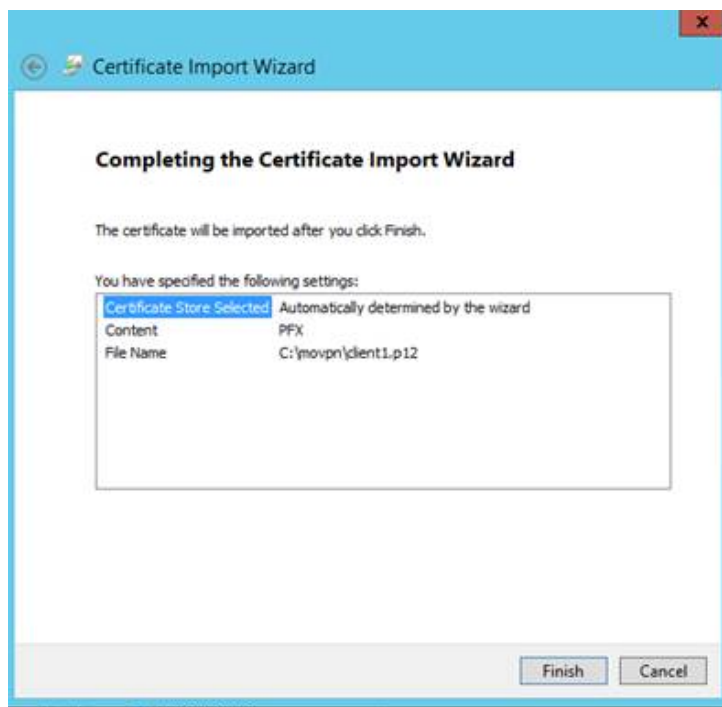 x
Certificate Import Wizard
Completing the Certificate Import Wizard
The certificate will be imported after you click Finish.
You have specified the following settings:
Certificate Store Selected Automatically determined by the wizard
Content PFX
File Name C:\movpn\client1.p12
Finish Cancel